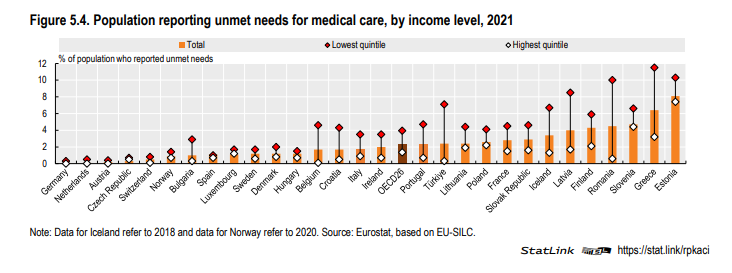 Figure 5.4. Population reporting unmet needs for medical care, by income level, 2021
Total Lowest quintile Highest quintile
% of population who reported unmet needs
12
10
8
6
4
2
0
Germany
Netherlands
Austria
Czech Republic
Switzerland
Norway
Bulgaria
Spain
Luxembourg
Sweden
Denmark
Hungary
Belgium
Croatia
Italy
Ireland
OECD26
Portugal
Türkiye
Lithuania
Poland
France
Slovak Republic
Iceland
Latvia
Finland
Romania
Slovenia
Greece
Estonia
Note: Data for Iceland refer to 2018 and data for Norway refer to 2020. Source: Eurostat, based on EU-SILC.
StatLink https://stat.link/rpkaci